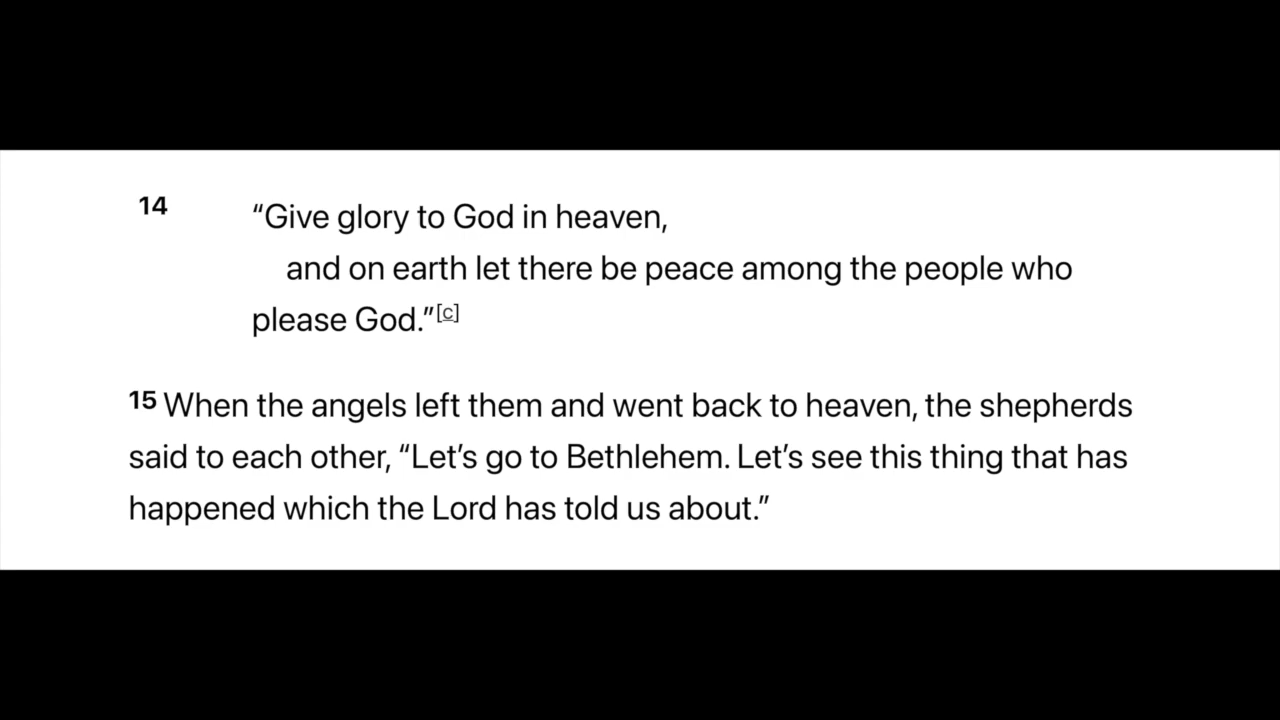 14 “Give glory to God in heaven,
and on earth let there be peace among the people who
please God.”[c]
15 When the angels left them and went back to heaven, the shepherds
said to each other, “Let’s go to Bethlehem. Let’s see this thing that has
happened which the Lord has told us about.”